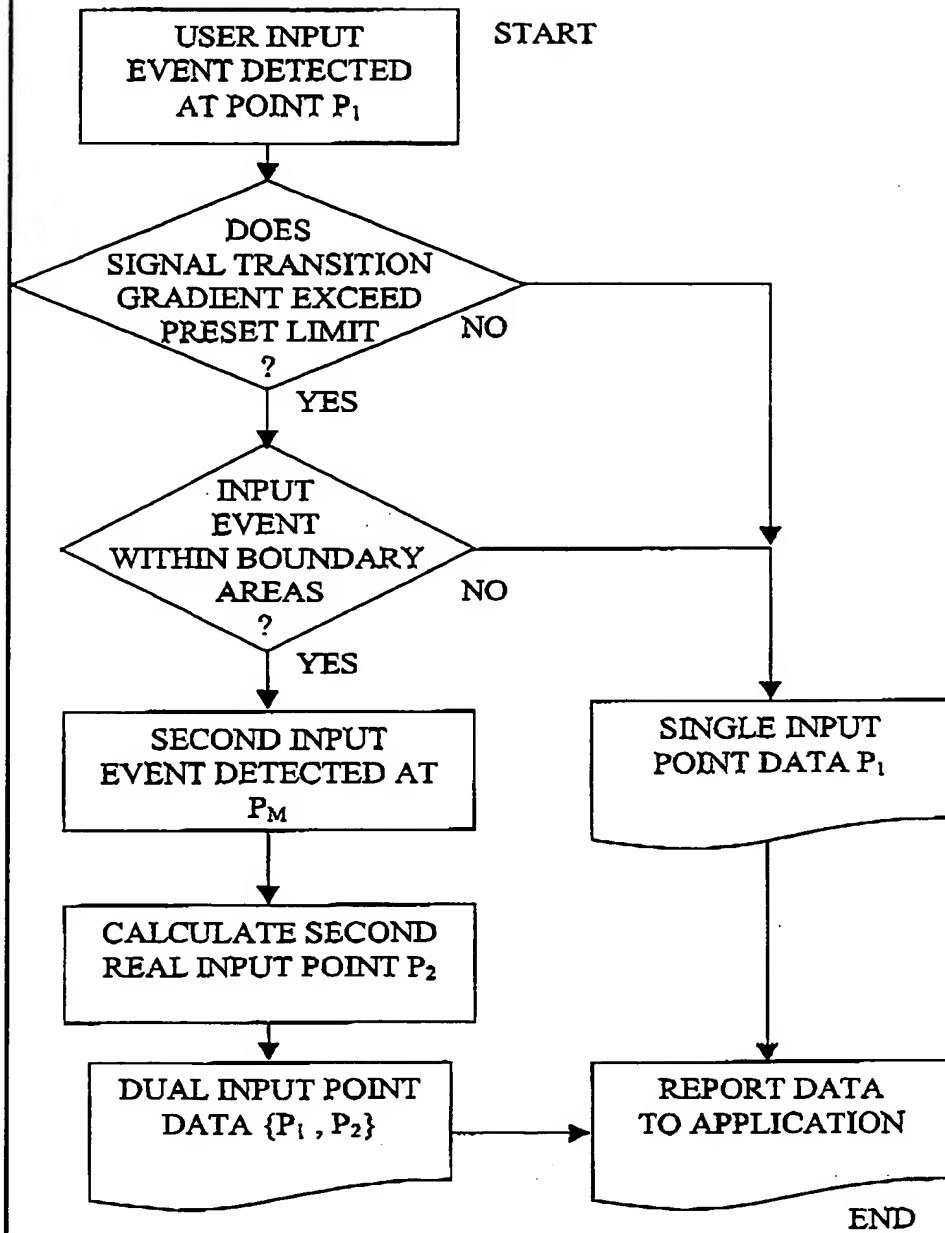 USER INPUT
EVENT DETECTED
AT POINT P₁
START
DOES
SIGNAL TRANSITION
GRADIENT EXCEED
PRESET LIMIT
?
NO
YES
INPUT
EVENT
WITHIN BOUNDARY
AREAS
?
NO
YES
SECOND INPUT
EVENT DETECTED AT
P_M
SINGLE INPUT
POINT DATA P₁
CALCULATE SECOND
REAL INPUT POINT P₂
DUAL INPUT POINT
DATA {P₁ , P₂}
REPORT DATA
TO APPLICATION
END